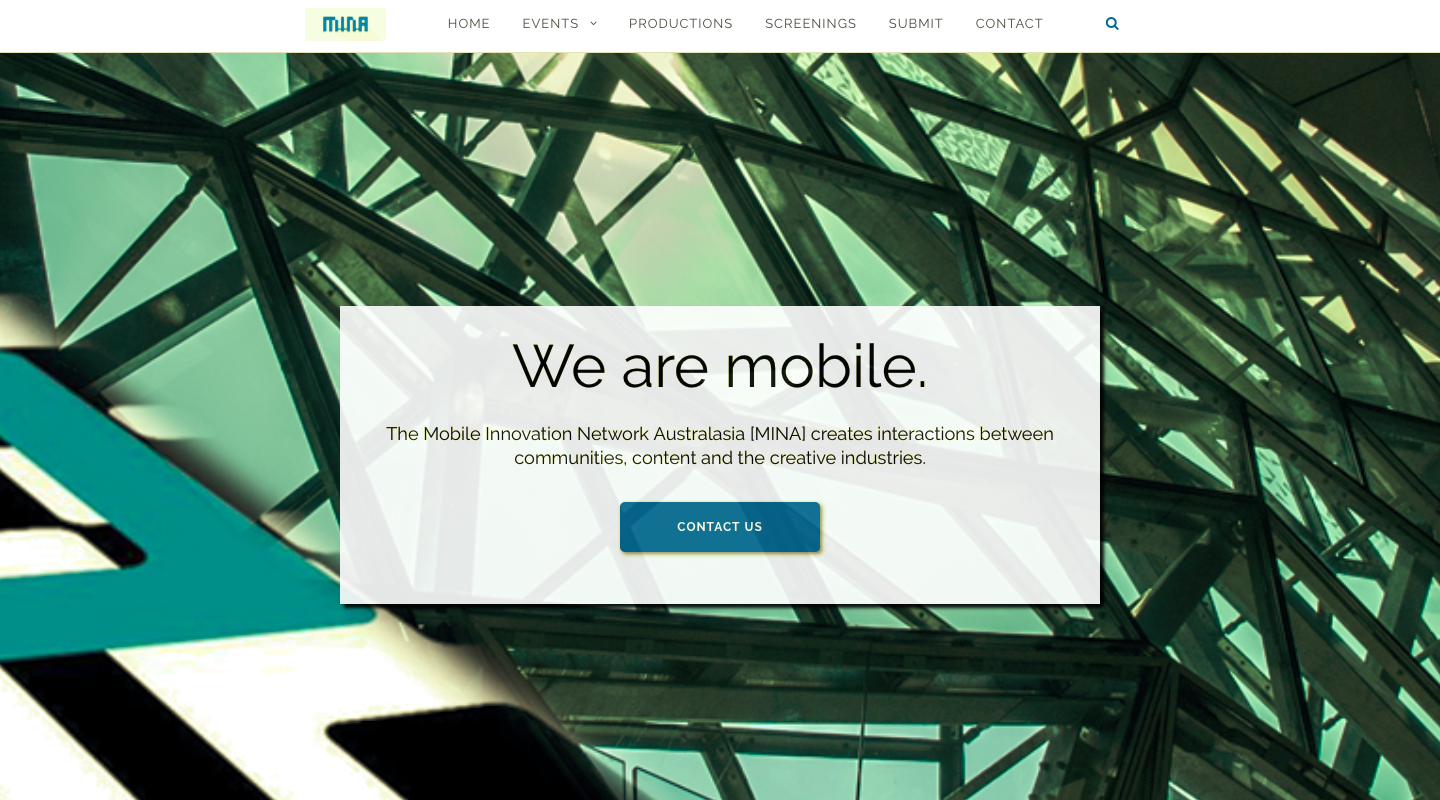 MINA
HOME EVENTS PRODUCTIONS SCREENINGS SUBMIT CONTACT
We are mobile.
The Mobile Innovation Network Australasia [MINA] creates interactions between
communities, content and the creative industries.
CONTACT US